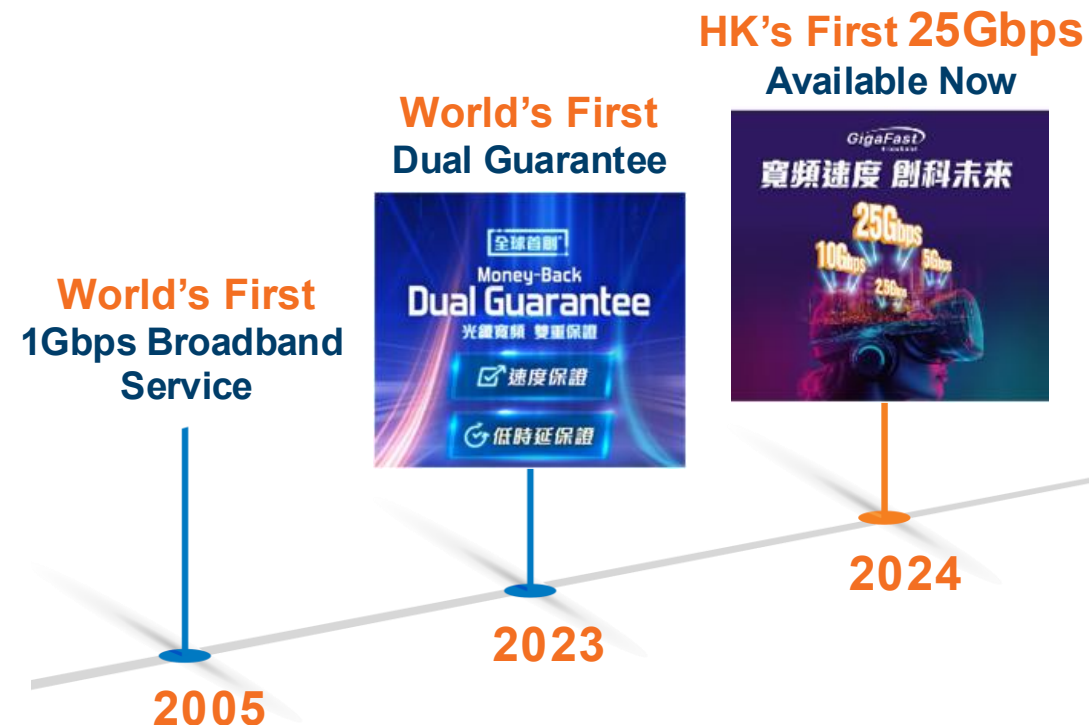 World's First
1Gbps Broadband
Service
2005
World's First
Dual Guarantee
全球首創
Money-Back
Dual Guarantee
光纖寬頻 雙重保證
速度保證
低時延保證
2023
HK's First 25Gbps
Available Now
GigaFast
寬頻速度 創科未來
25Gbps
10Gbps
5Gbps
2.5Gbps
2024